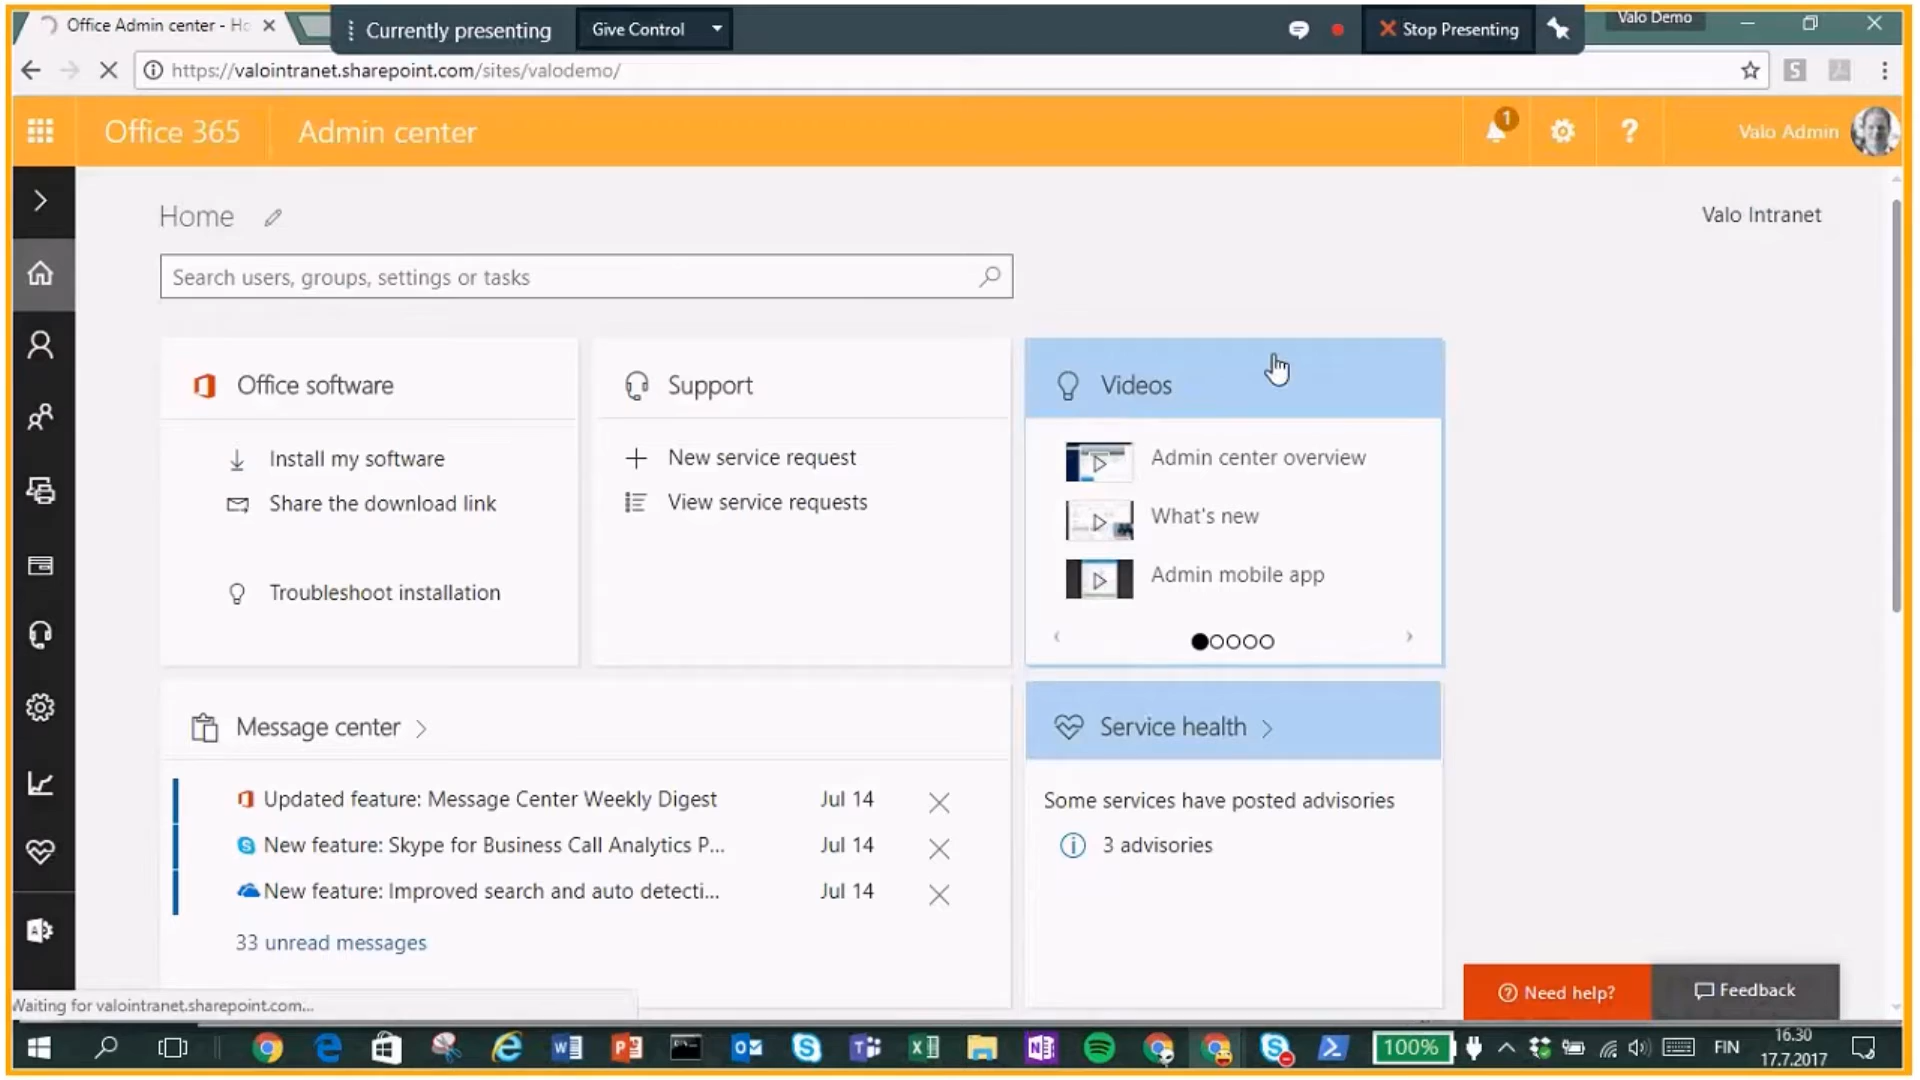 Office Admin center - Ho
Currently presenting
Give Control
Stop Presenting
Valo Demo
https://valointranet.sharepoint.com/sites/valodemo/
Office 365
Admin center
1
?
Valo Admin
Home
Valo Intranet
Search users, groups, settings or tasks
Office software
Support
Videos
Install my software
New service request
Admin center overview
Share the download link
View service requests
What's new
Admin mobile app
Troubleshoot installation
Message center
Service health
Updated feature: Message Center Weekly Digest
Jul 14
Some services have posted advisories
New feature: Skype for Business Call Analytics P...
Jul 14
3 advisories
New feature: Improved search and auto detecti...
Jul 14
33 unread messages
Need help?
Feedback
Waiting for valointranet.sharepoint.com...
100%
FIN
16.30
17.7.2017